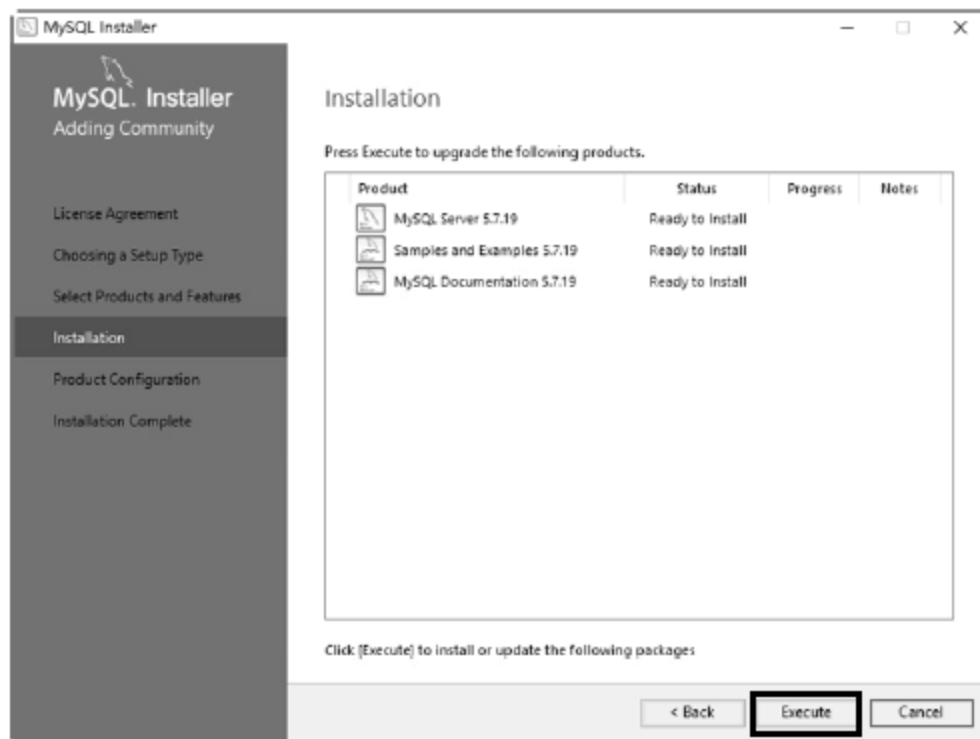 MySQL Installer
MySQL. Installer
Adding Community
License Agreement
Choosing a Setup Type
Select Products and Features
Installation
Product Configuration
Installation Complete
Installation
Press Execute to upgrade the following products.
Product Status Progress Notes
MySQL Server 5.7.19 Ready to Install
Samples and Examples 5.7.19 Ready to Install
MySQL Documentation 5.7.19 Ready to Install
Click [Execute] to install or update the following packages
< Back Execute Cancel